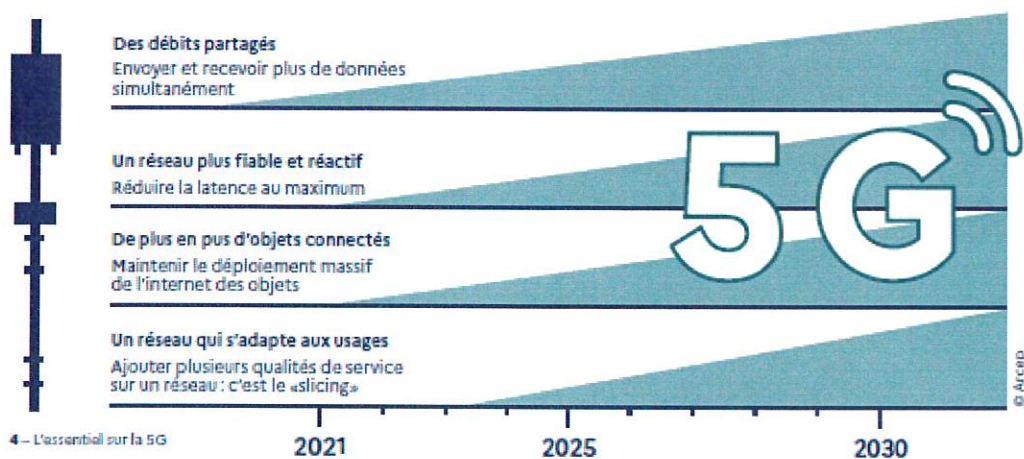 Des débits partagés
Envoyer et recevoir plus de données
simultanément
Un réseau plus fiable et réactif
Réduire la latence au maximum
5G
De plus en pus d'objets connectés
Maintenir le déploiement massif
de l'internet des objets
Un réseau qui s'adapte aux usages
Ajouter plusieurs qualités de service
sur un réseau : c'est le «slicing»
© Arcep
4 – L'essentiel sur la 5G
2021
2025
2030